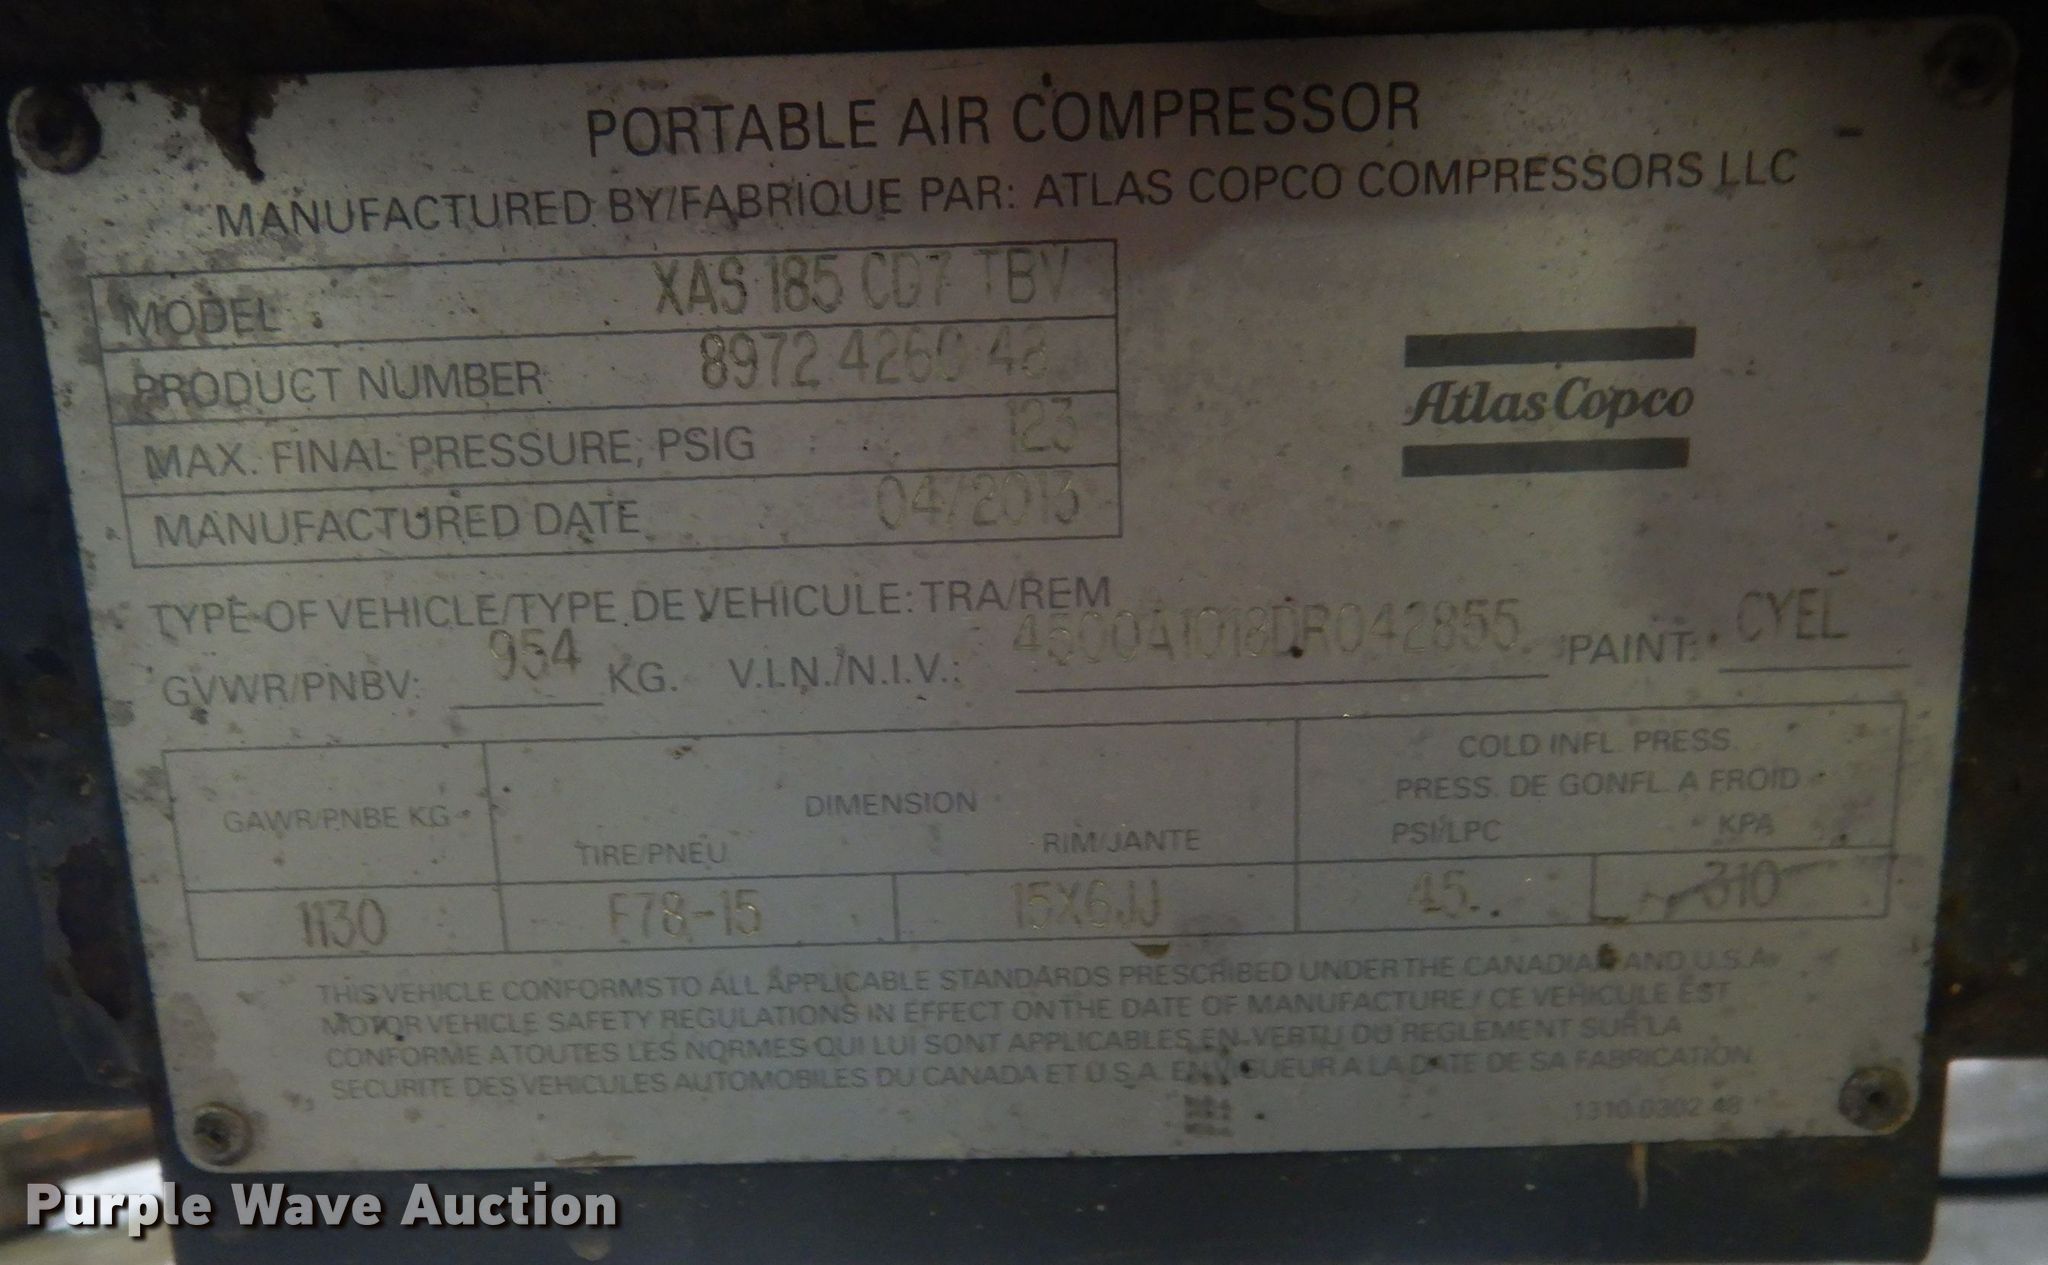 PORTABLE AIR COMPRESSOR
MANUFACTURED BY/FABRIQUE PAR: ATLAS COPCO COMPRESSORS LLC
MODEL XAS 185 CD7 TBV
PRODUCT NUMBER 8972 4260 48
MAX. FINAL PRESSURE, PSIG 123
MANUFACTURED DATE 04/2013
Atlas Copco
TYPE OF VEHICLE/TYPE DE VEHICULE: TRA/REM
GVWR/PNBV: 954 KG. V.I.N./N.I.V.: 4500A1018DR042855 PAINT: CYEL
GAWR/PNBE KG
DIMENSION
TIRE/PNEU
RIM/JANTE
COLD INFL. PRESS.
PRESS. DE GONFL. A FROID
PSI/LPC KPA
1130 F78-15 15X6JJ 45 310
THIS VEHICLE CONFORMS TO ALL APPLICABLE STANDARDS PRESCRIBED UNDER THE CANADIAN AND U.S.A.
MOTOR VEHICLE SAFETY REGULATIONS IN EFFECT ON THE DATE OF MANUFACTURE / CE VEHICULE EST
CONFORME A TOUTES LES NORMES QUI LUI SONT APPLICABLES EN VERTU DU REGLEMENT SUR LA
SECURITE DES VEHICULES AUTOMOBILES DU CANADA ET U.S.A. EN VIGUEUR A LA DATE DE SA FABRICATION
1310 0302 48
Purple Wave Auction